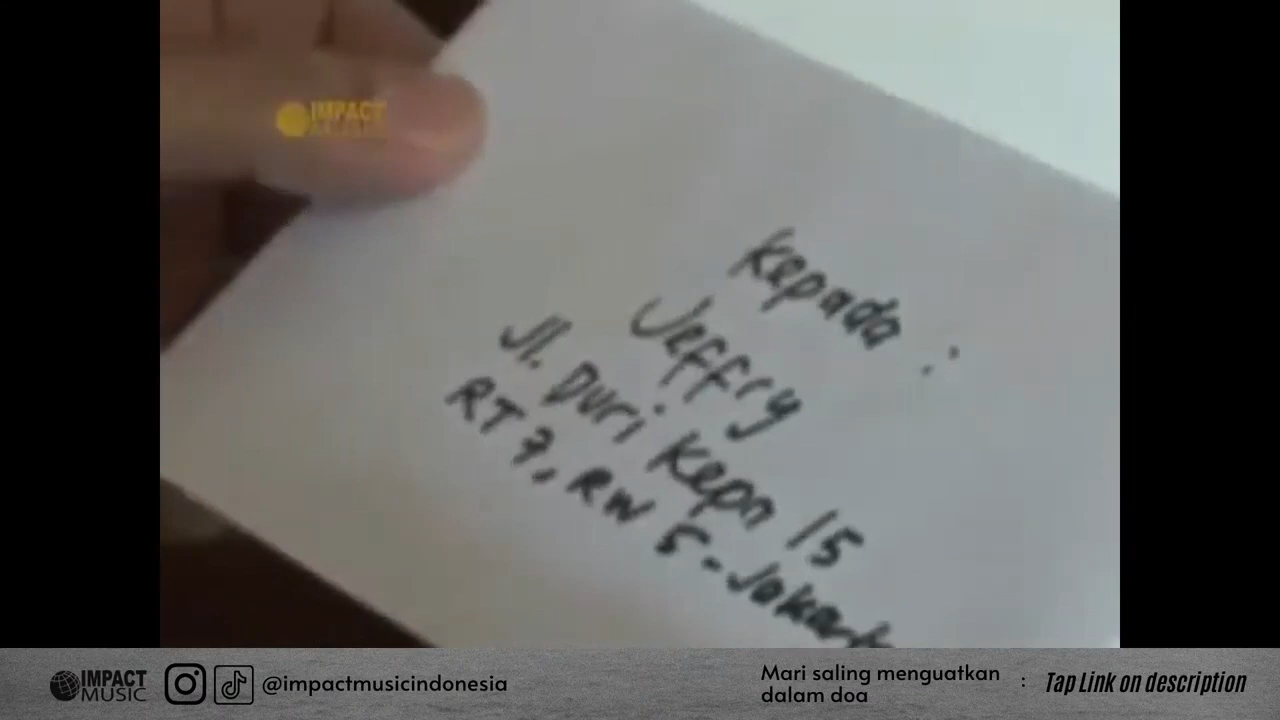 IMPACT
Kepada :
Jeffry
Jl. Duri Kepa 15
RT 7, RW 5 - Jakarta
IMPACT
MUSIC
@impactmusicindonesia
Mari saling menguatkan
dalam doa
:
Tap Link on description